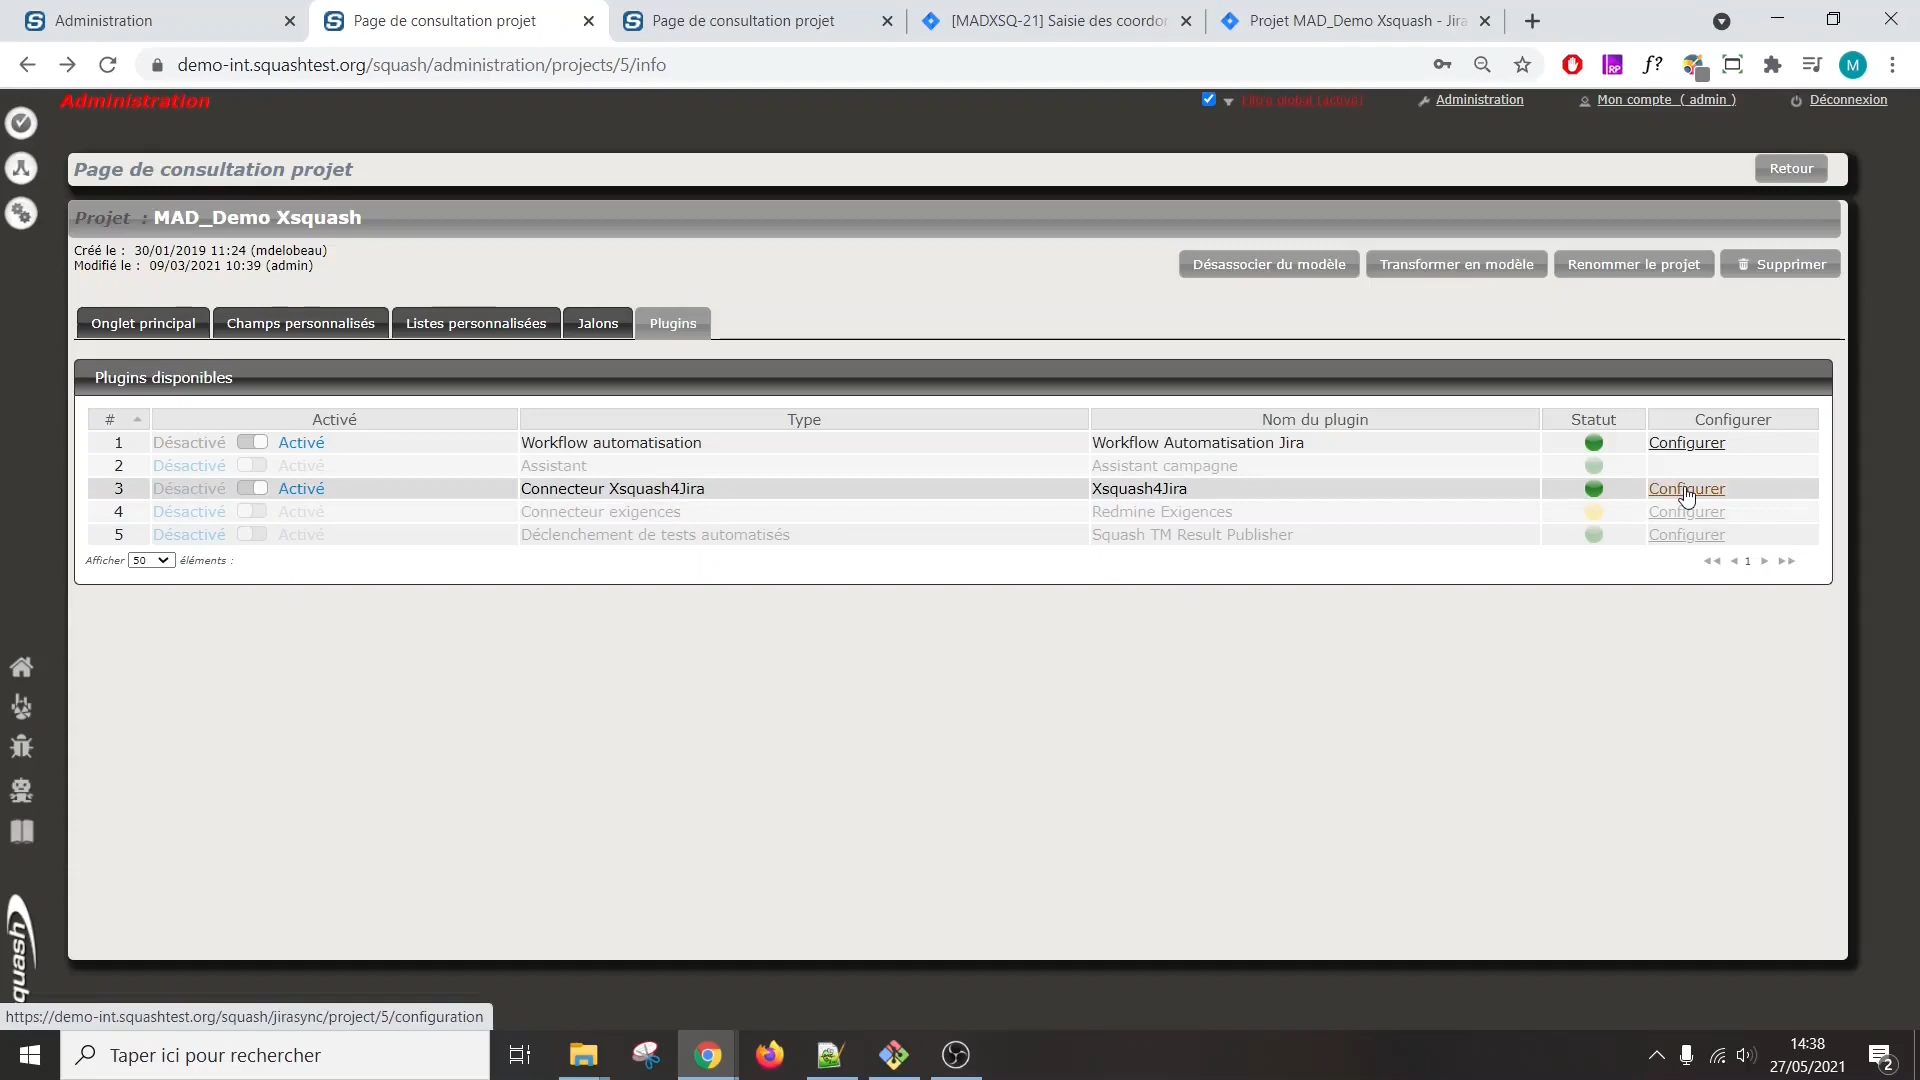 Administration
Page de consultation projet
Page de consultation projet
[MADXSQ-21] Saisie des coordon
Projet MAD_Demo Xsquash - Jira
demo-int.squashtest.org/squash/administration/projects/5/info
RP
f?
M
Administration
Filtre global (activé)
Administration
Mon compte ( admin )
Déconnexion
Page de consultation projet
Retour
Projet : MAD_Demo Xsquash
Créé le : 30/01/2019 11:24 (mdelobeau)
Modifié le : 09/03/2021 10:39 (admin)
Désassocier du modèle
Transformer en modèle
Renommer le projet
Supprimer
Onglet principal
Champs personnalisés
Listes personnalisées
Jalons
Plugins
Plugins disponibles
# Activé Type Nom du plugin Statut Configurer
1 Désactivé Activé Workflow automatisation Workflow Automatisation Jira Configurer
2 Désactivé Activé Assistant Assistant campagne
3 Désactivé Activé Connecteur Xsquash4Jira Xsquash4Jira Configurer
4 Désactivé Activé Connecteur exigences Redmine Exigences Configurer
5 Désactivé Activé Déclenchement de tests automatisés Squash TM Result Publisher Configurer
Afficher 50 éléments :
1
quash
https://demo-int.squashtest.org/squash/jirasync/project/5/configuration
Taper ici pour rechercher
14:38
27/05/2021
2